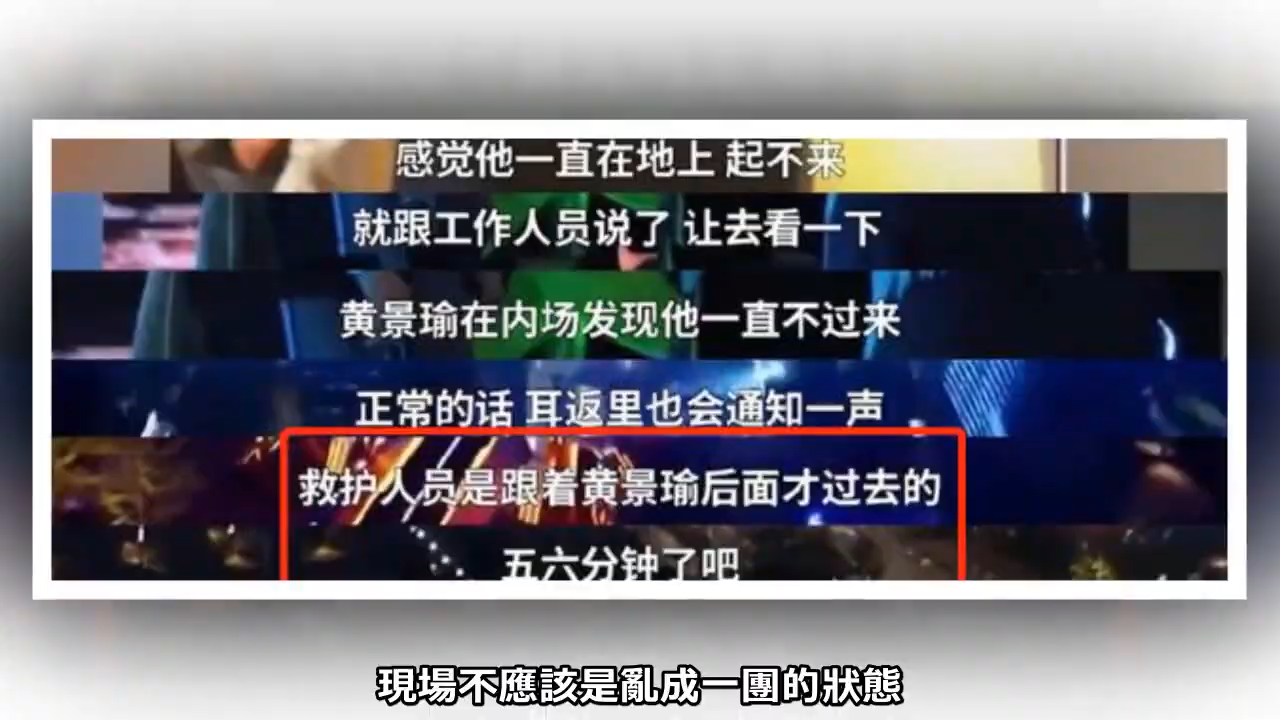 感觉他一直在地上 起不来
就跟工作人员说了 让去看一下
黄景瑜在内场发现他一直不过来
正常的话 耳返里也会通知一声
救护人员是跟着黄景瑜后面才过去的
五六分钟了吧
現場不應該是亂成一團的狀態